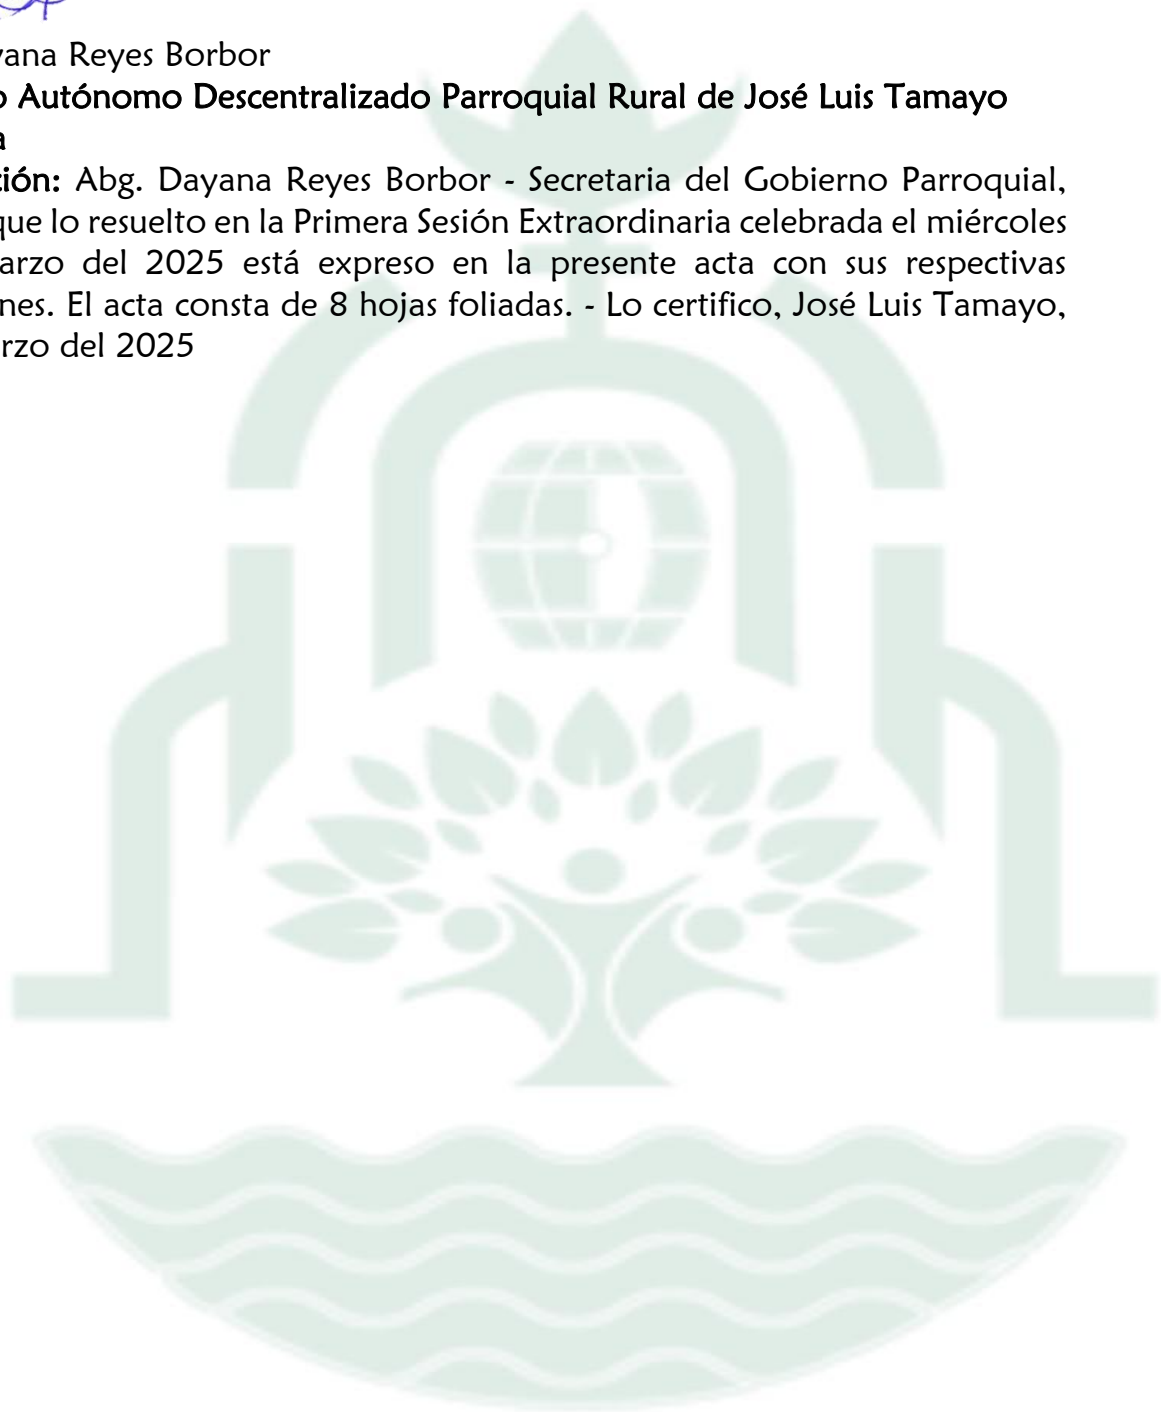 yana Reyes Borbor
o Autónomo Descentralizado Parroquial Rural de José Luis Tamayo
a
ción: Abg. Dayana Reyes Borbor - Secretaria del Gobierno Parroquial,
que lo resuelto en la Primera Sesión Extraordinaria celebrada el miércoles
arzo del 2025 está expreso en la presente acta con sus respectivas
nes. El acta consta de 8 hojas foliadas. - Lo certifico, José Luis Tamayo,
rzo del 2025